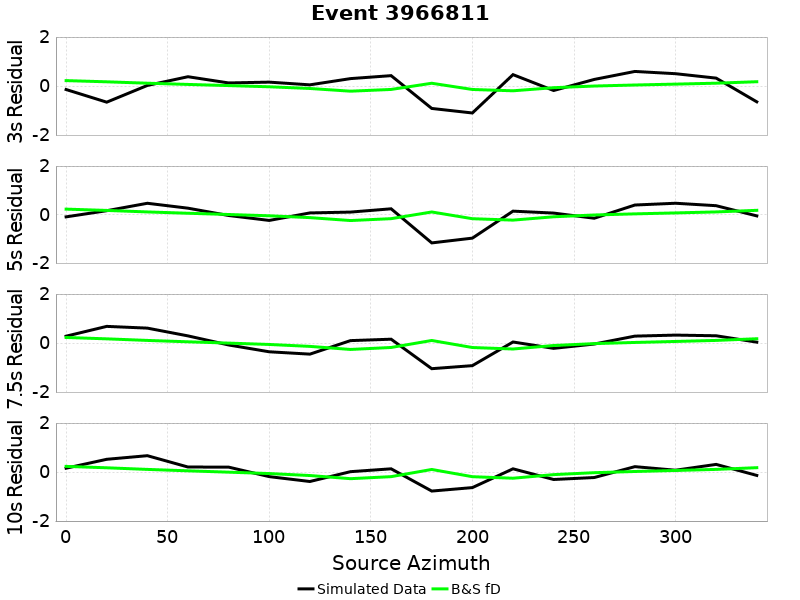 Event 3966811
3s Residual
2
0
-2
5s Residual
2
0
-2
7.5s Residual
2
0
-2
10s Residual
2
0
-2
0 50 100 150 200 250 300
Source Azimuth
Simulated Data B&S fD